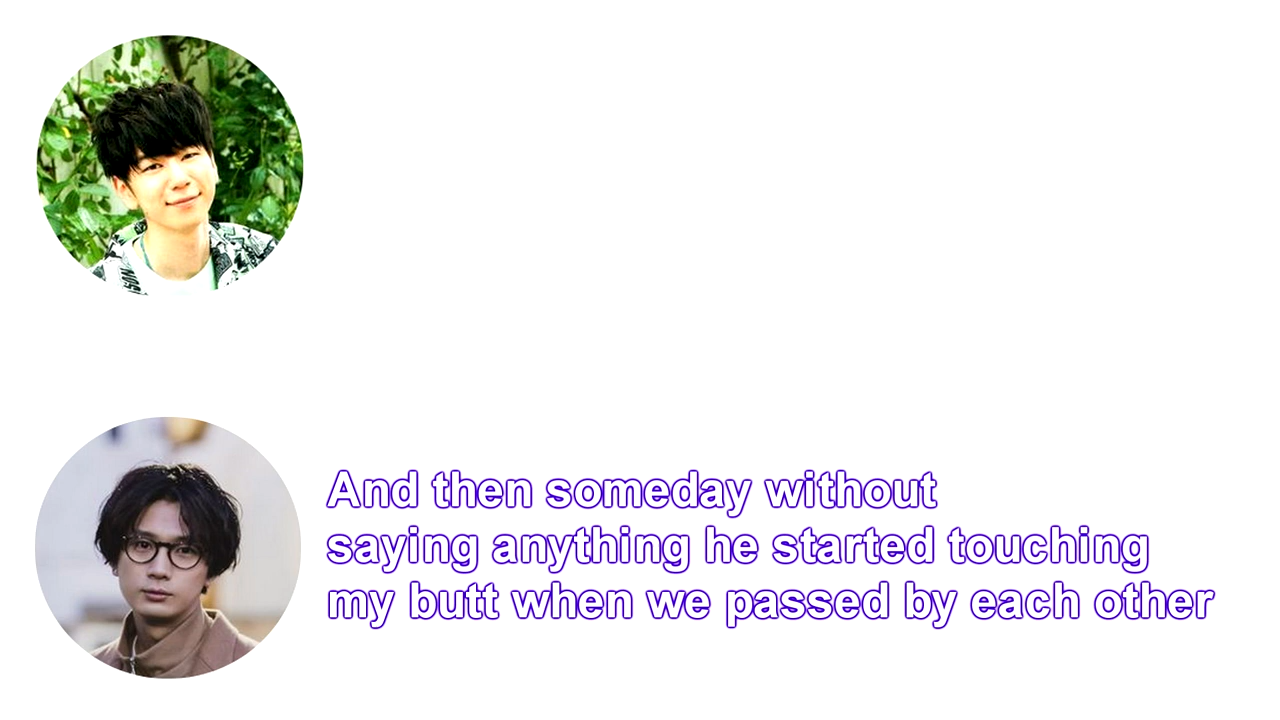 And then someday without
saying anything he started touching
my butt when we passed by each other